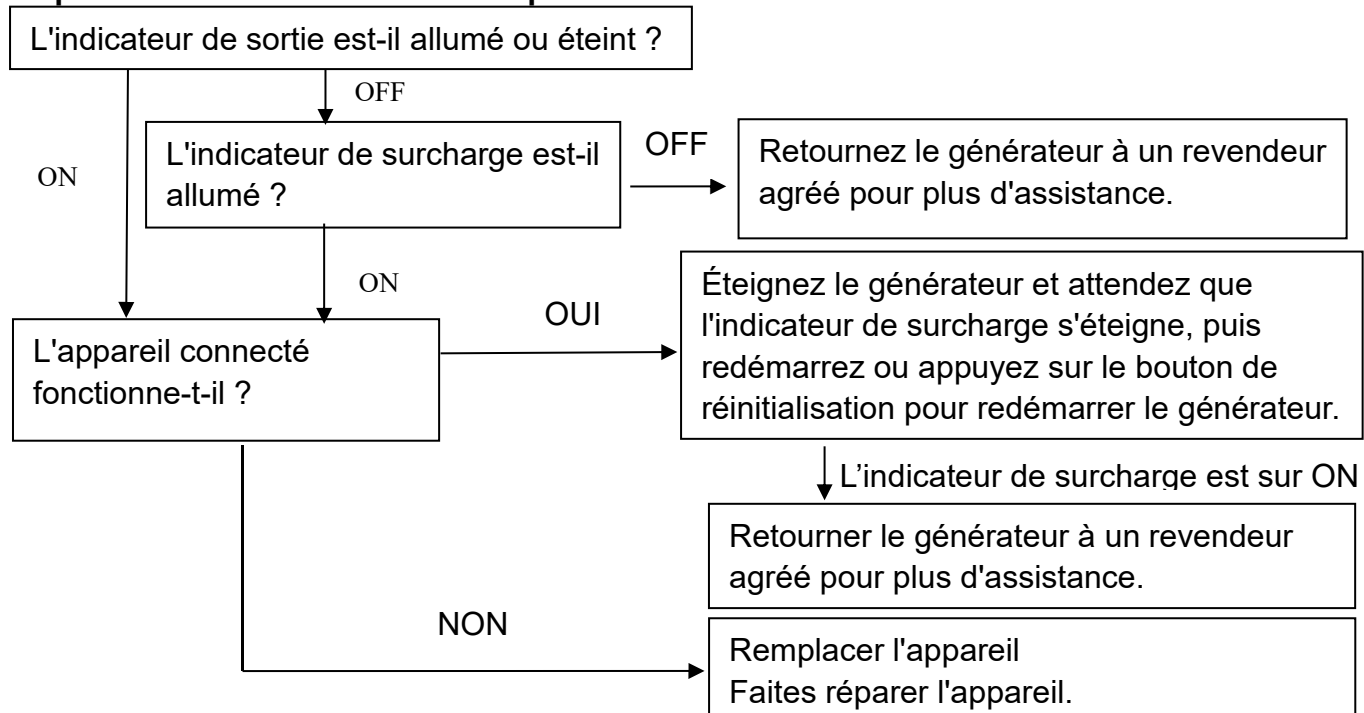 L'indicateur de sortie est-il allumé ou éteint ?
OFF
ON
L'indicateur de surcharge est-il
allumé ?
OFF
Retournez le générateur à un revendeur
agréé pour plus d'assistance.
ON
L'appareil connecté
fonctionne-t-il ?
OUI
Éteignez le générateur et attendez que
l'indicateur de surcharge s'éteigne, puis
redémarrez ou appuyez sur le bouton de
réinitialisation pour redémarrer le générateur.
L’indicateur de surcharge est sur ON
Retourner le générateur à un revendeur
agréé pour plus d'assistance.
NON
Remplacer l'appareil
Faites réparer l'appareil.